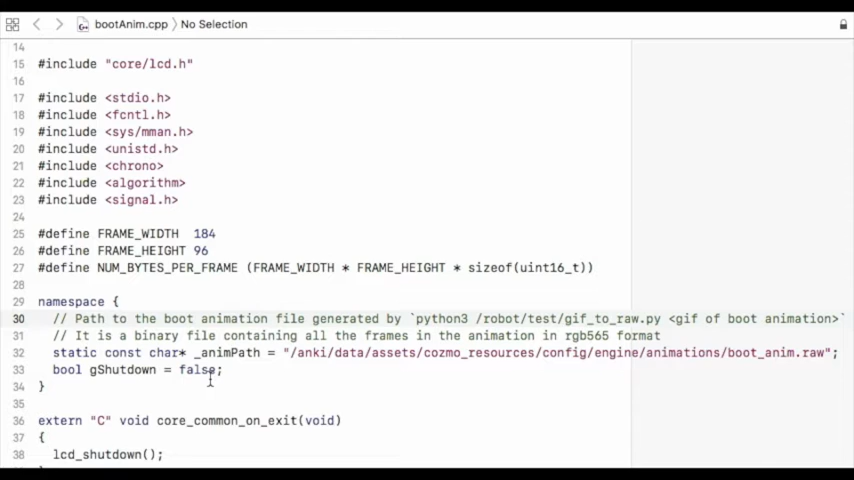 bootAnim.cpp 〉No Selection
14
15 #include "core/lcd.h"
16
17 #include <stdio.h>
18 #include <fcntl.h>
19 #include <sys/mman.h>
20 #include <unistd.h>
21 #include <chrono>
22 #include <algorithm>
23 #include <signal.h>
24
25 #define FRAME_WIDTH  184
26 #define FRAME_HEIGHT 96
27 #define NUM_BYTES_PER_FRAME (FRAME_WIDTH * FRAME_HEIGHT * sizeof(uint16_t))
28
29 namespace {
30   // Path to the boot animation file generated by `python3 /robot/test/gif_to_raw.py <gif of boot animation>`
31   // It is a binary file containing all the frames in the animation in rgb565 format
32   static const char* _animPath = "/anki/data/assets/cozmo_resources/config/engine/animations/boot_anim.raw";
33   bool gShutdown = false;
34 }
35
36 extern "C" void core_common_on_exit(void)
37 {
38   lcd_shutdown();